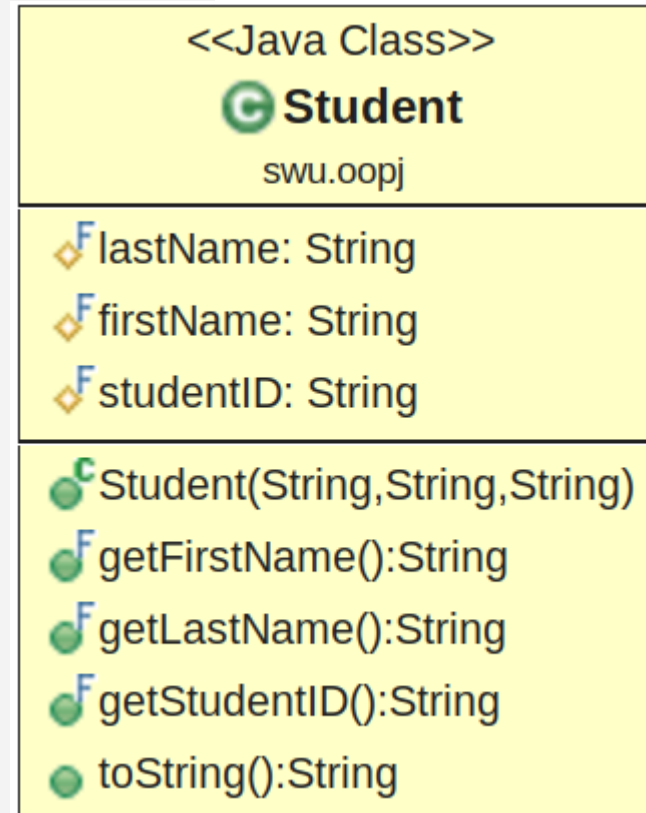 <<Java Class>>
C Student
swu.oopj
F lastName: String
F firstName: String
F studentID: String
C Student(String,String,String)
F getFirstName():String
F getLastName():String
F getStudentID():String
toString():String